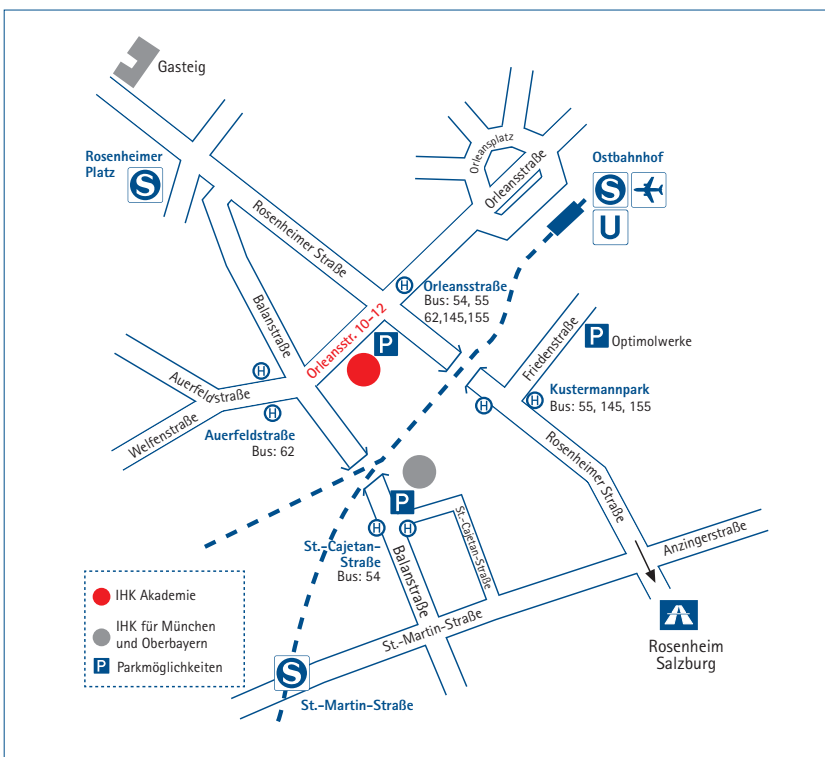 Gasteig
Rosenheimer
Platz
S
Orleansplatz
Orleansstraße
Ostbahnhof
S
U
Rosenheimer Straße
H
Orleansstraße
Bus: 54, 55
62,145,155
Balanstraße
Orleansstr. 10-12
P
Friedenstraße
P
Optimolwerke
H
Auerfeldstraße
H
Kustermannpark
Bus: 55, 145, 155
H
H
Welfenstraße
Auerfeldstraße
Bus: 62
Rosenheimer Straße
P
H
H
St.-Cajetan-
Straße
Bus: 54
St.-Cajetan-Straße
Balanstraße
Anzingerstraße
St.-Martin-Straße
IHK Akademie
IHK für München
und Oberbayern
P Parkmöglichkeiten
S
St.-Martin-Straße
Rosenheim
Salzburg